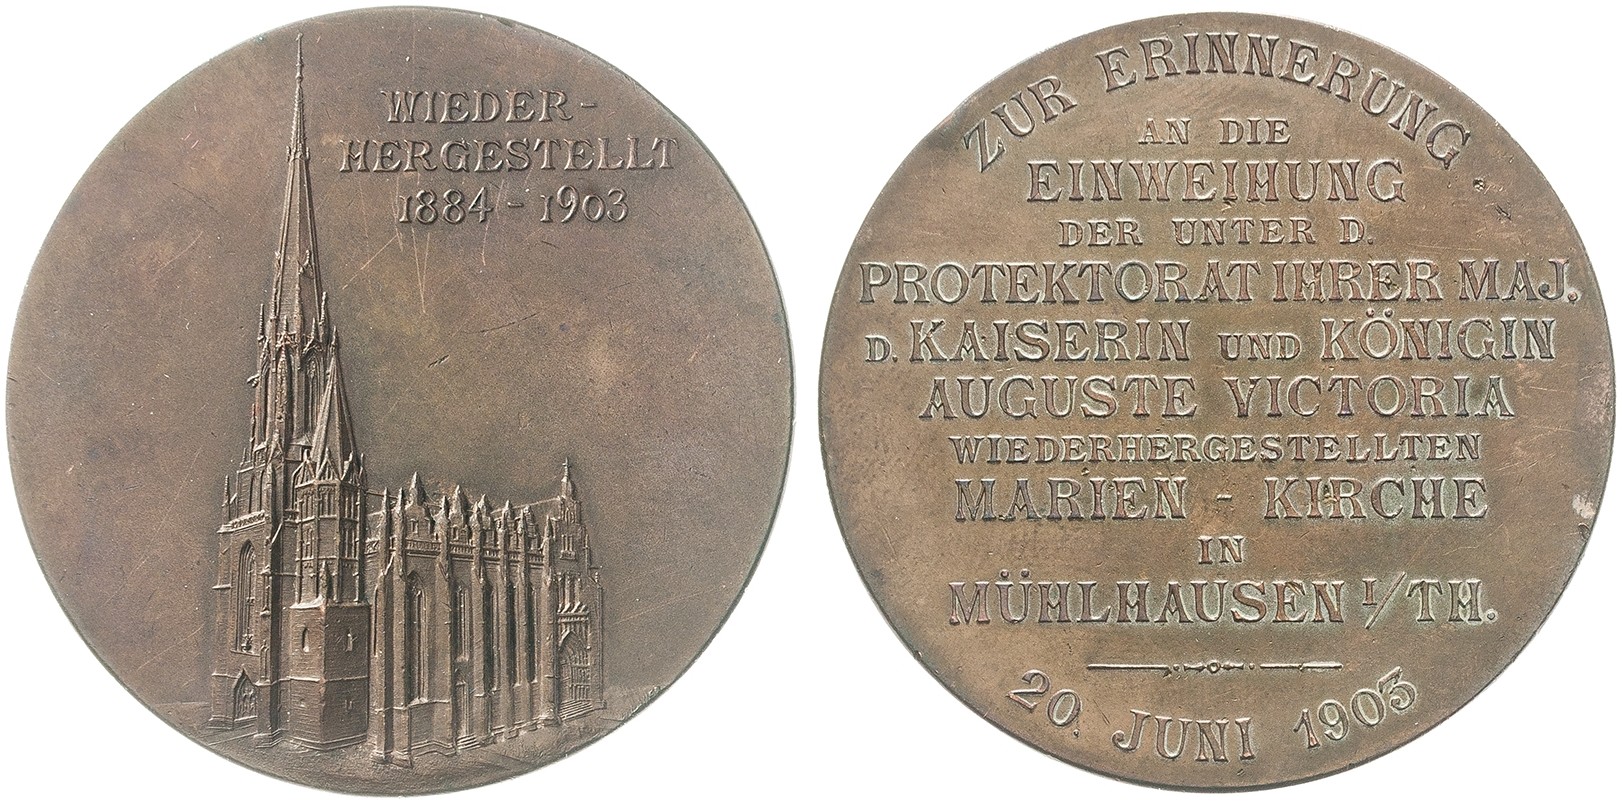 WIEDER-
HERGESTELLT
1884 - 1903
ZUR ERINNERUNG
AN DIE
EINWEIHUNG
DER UNTER D.
PROTEKTORAT IHRER MAJ.
D. KAISERIN UND KÖNIGIN
AUGUSTE VICTORIA
WIEDERHERGESTELLTEN
MARIEN - KIRCHE
IN
MÜHLHAUSEN I/TH.
20. JUNI 1903